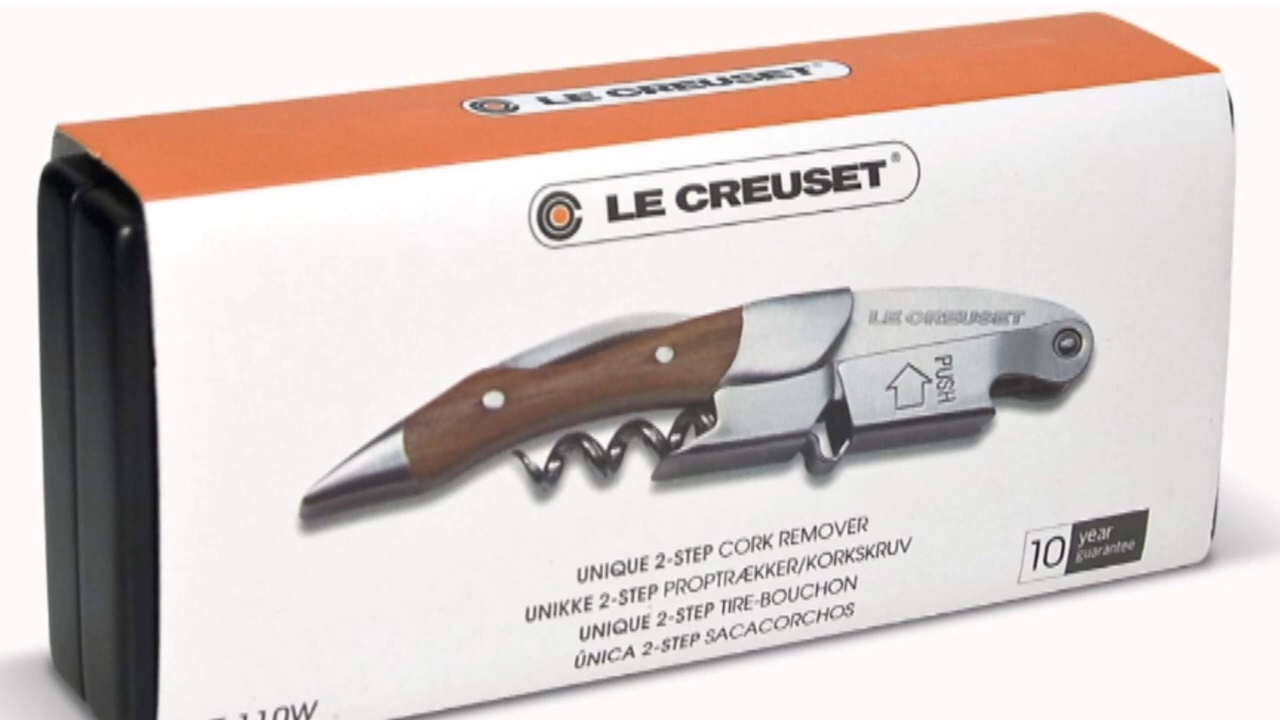 LE CREUSET
LE CREUSET®
LE CREUSET
PUSH
UNIQUE 2-STEP CORK REMOVER
UNIKKE 2-STEP PROPTRÆKKER/KORKSKRUV
UNIQUE 2-STEP TIRE-BOUCHON
ÚNICA 2-STEP SACACORCHOS
10 year
guarantee
110W